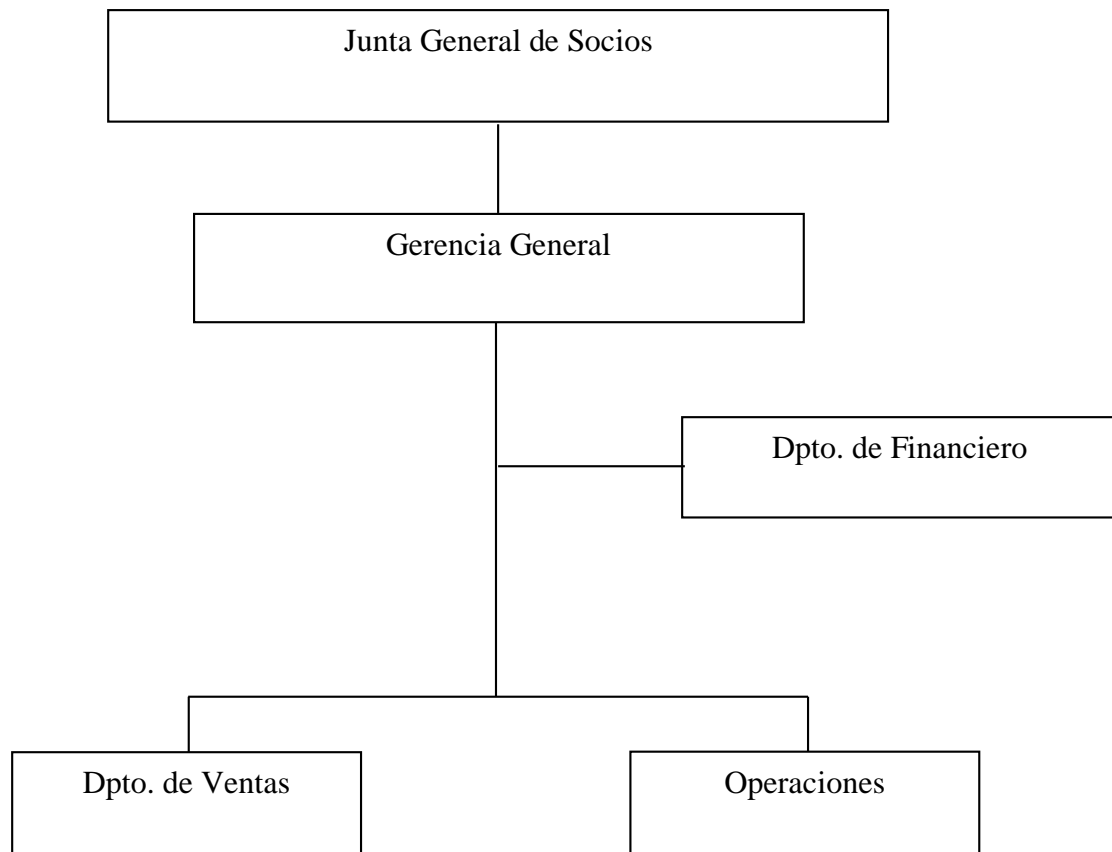 Junta General de Socios
Gerencia General
Dpto. de Financiero
Dpto. de Ventas
Operaciones